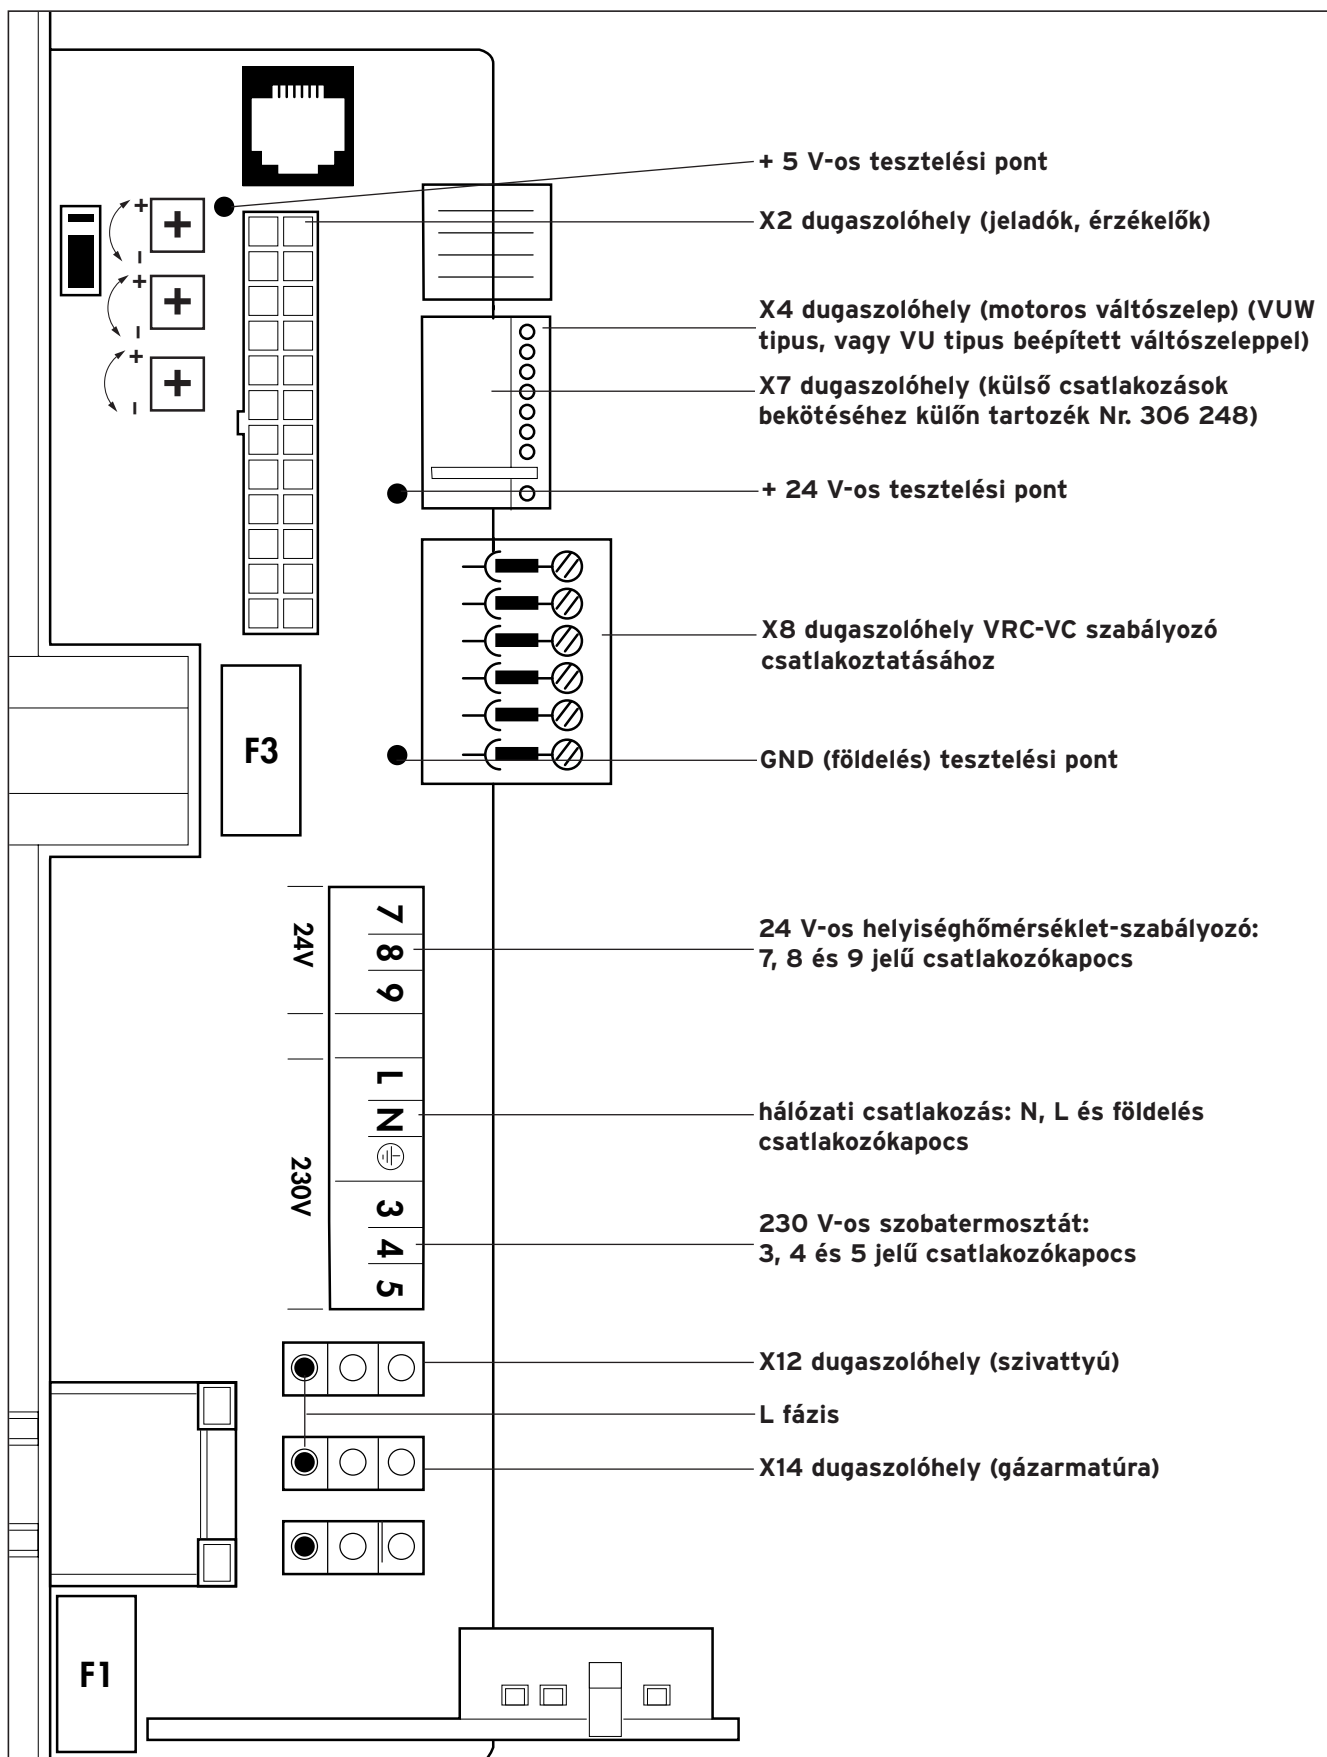 + 5 V-os tesztelési pont
X2 dugaszolóhely (jeladók, érzékelők)
+
+
-
X4 dugaszolóhely (motoros váltószelep) (VUW
tipus, vagy VU tipus beépített váltószeleppel)
+
+
-
X7 dugaszolóhely (külső csatlakozások
bekötéséhez külőn tartozék Nr. 306 248)
+
+
-
+ 24 V-os tesztelési pont
X8 dugaszolóhely VRC-VC szabályozó
csatlakoztatásához
F3
GND (földelés) tesztelési pont
24V
7
8
9
24 V-os helyiséghőmérséklet-szabályozó:
7, 8 és 9 jelű csatlakozókapocs
230V
L
N
hálózati csatlakozás: N, L és földelés
csatlakozókapocs
3
4
5
230 V-os szobatermosztát:
3, 4 és 5 jelű csatlakozókapocs
X12 dugaszolóhely (szivattyú)
L fázis
X14 dugaszolóhely (gázarmatúra)
F1